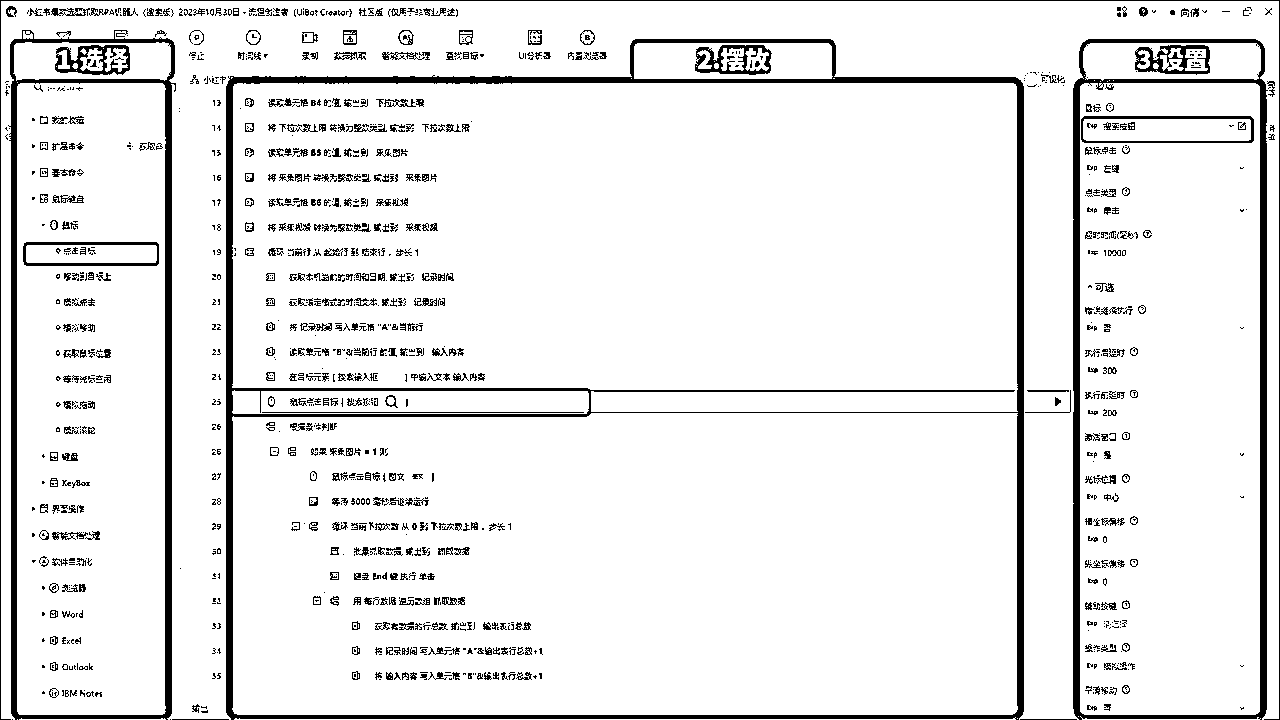 小红书爆款选题抓取RPA机器人（搜索版）2023年10月30日 - 流程创造者（UiBot Creator）社区版（仅用于非商业用途）
停止
时间线
录制
数据抓取
智能文档处理
查找目标
UI分析器
内置浏览器
1.选择
2.摆放
3.设置
可视化
我的收藏
扩展命令
基本命令
鼠标键盘
鼠标
点击目标
移动到目标上
模拟点击
模拟移动
获取鼠标位置
等待光标空闲
模拟拖动
模拟滚轮
键盘
KeyBox
界面操作
智能文档处理
软件自动化
浏览器
Word
Excel
Outlook
IBM Notes
13 读取单元格 B4 的值, 输出到 下拉次数上限
14 将 下拉次数上限 转换为整数类型, 输出到 下拉次数上限
15 读取单元格 B5 的值, 输出到 采集图片
16 将 采集图片 转换为整数类型, 输出到 采集图片
17 读取单元格 B6 的值, 输出到 采集视频
18 将 采集视频 转换为整数类型, 输出到 采集视频
19 循环 当前行 从 起始行 到 结束行 , 步长 1
20 获取本机当前的时间和日期, 输出到 记录时间
21 获取指定格式的时间文本, 输出到 记录时间
22 将 记录时间 写入单元格 "A"&当前行
23 读取单元格 "B"&当前行 的值, 输出到 输入内容
24 在目标元素 [ 搜索输入框 ] 中输入文本 输入内容
25 鼠标点击目标 [ 搜索按钮 ]
26 根据条件判断
26 如果 采集图片 = 1 则
27 鼠标点击目标 [ 图文 ]
28 等待 5000 毫秒后继续运行
29 循环 当前下拉次数 从 0 到 下拉次数上限 , 步长 1
30 批量抓取数据, 输出到 抓取数据
31 键盘 End 键 执行 单击
32 用 每行数据 遍历数组 抓取数据
33 获取有数据的行总数, 输出到 输出表行总数
34 将 记录时间 写入单元格 "A"&输出表行总数+1
35 将 输入内容 写入单元格 "B"&输出表行总数+1
输出
必选
目标
Exp 搜索按钮
鼠标点击
Exp 左键
点击类型
Exp 单击
超时时间(毫秒)
Exp 10000
可选
错误继续执行
Exp 否
执行后延时
Exp 300
执行前延时
Exp 200
激活窗口
Exp 是
光标位置
Exp 中心
横坐标偏移
Exp 0
纵坐标偏移
Exp 0
辅助按键
Exp 请选择
操作类型
Exp 模拟操作
平滑移动
Exp 否